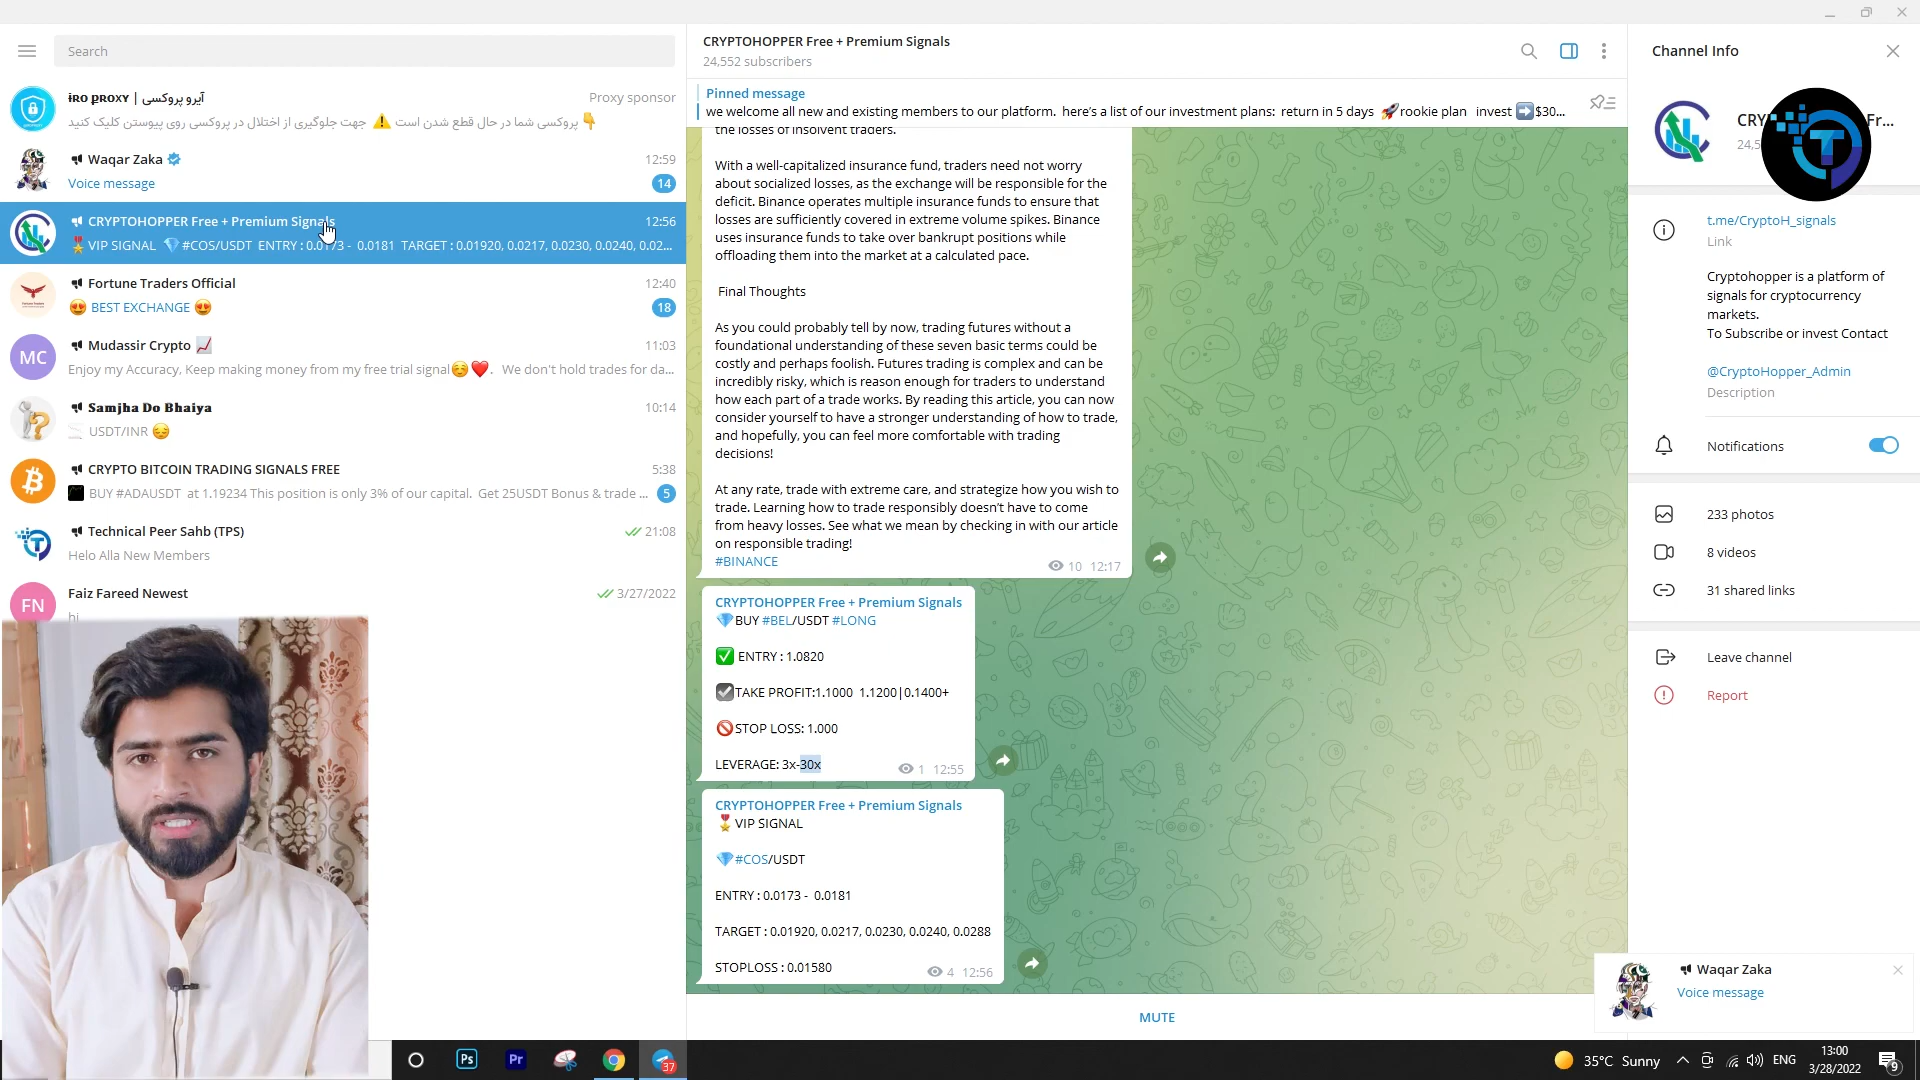 Search
ɪʀᴏ ᴘʀᴏxʏ | آیرو پروکسی
Proxy sponsor
پروکسی شما در حال قطع شدن است ⚠️ جهت جلوگیری از اختلال در پروکسی روی پیوستن کلیک کنید 👇
Waqar Zaka
12:59
Voice message
14
CRYPTOHOPPER Free + Premium Signals
12:56
🎖VIP SIGNAL 💎#COS/USDT ENTRY : 0.0173 - 0.0181 TARGET : 0.01920, 0.0217, 0.0230, 0.0240, 0.02...
Fortune Traders Official
12:40
😍 BEST EXCHANGE 😍
18
MC
Mudassir Crypto 📈
11:03
Enjoy my Accuracy, Keep making money from my free trial signal☺️❤️. We don't hold trades for da...
𝕾𝖆𝖒𝖏𝖍𝖆 𝕯𝖔 𝕭𝖍𝖆𝖎𝖞𝖆
10:14
USDT/INR 😔
CRYPTO BITCOIN TRADING SIGNALS FREE
5:38
BUY #ADAUSDT at 1.19234 This position is only 3% of our capital. Get 25USDT Bonus & trade ...
5
Technical Peer Sahb (TPS)
21:08
Helo Alla New Members
FN
Faiz Fareed Newest
3/27/2022
hi
CRYPTOHOPPER Free + Premium Signals
24,552 subscribers
Pinned message
we welcome all new and existing members to our platform. here's a list of our investment plans: return in 5 days 🚀rookie plan invest ➡️$30...
the losses of insolvent traders.
With a well-capitalized insurance fund, traders need not worry
about socialized losses, as the exchange will be responsible for the
deficit. Binance operates multiple insurance funds to ensure that
losses are sufficiently covered in extreme volume spikes. Binance
uses insurance funds to take over bankrupt positions while
offloading them into the market at a calculated pace.
Final Thoughts
As you could probably tell by now, trading futures without a
foundational understanding of these seven basic terms could be
costly and perhaps foolish. Futures trading is complex and can be
incredibly risky, which is reason enough for traders to understand
how each part of a trade works. By reading this article, you can now
consider yourself to have a stronger understanding of how to trade,
and hopefully, you can feel more comfortable with trading
decisions!
At any rate, trade with extreme care, and strategize how you wish to
trade. Learning how to trade responsibly doesn't have to come
from heavy losses. See what we mean by checking in with our article
on responsible trading!
#BINANCE
10 12:17
CRYPTOHOPPER Free + Premium Signals
💎BUY #BEL/USDT #LONG
✅ ENTRY : 1.0820
☑️TAKE PROFIT:1.1000 1.1200|0.1400+
🚫STOP LOSS: 1.000
LEVERAGE: 3x-30x
1 12:55
CRYPTOHOPPER Free + Premium Signals
🎖VIP SIGNAL
💎#COS/USDT
ENTRY : 0.0173 - 0.0181
TARGET : 0.01920, 0.0217, 0.0230, 0.0240, 0.0288
STOPLOSS : 0.01580
4 12:56
MUTE
Channel Info
CRY
Fr...
24,5
T
t.me/CryptoH_signals
Link
Cryptohopper is a platform of
signals for cryptocurrency
markets.
To Subscribe or invest Contact
@CryptoHopper_Admin
Description
Notifications
233 photos
8 videos
31 shared links
Leave channel
Report
Waqar Zaka
Voice message
Ps
Pr
37
35°C Sunny
ENG
13:00
3/28/2022
9